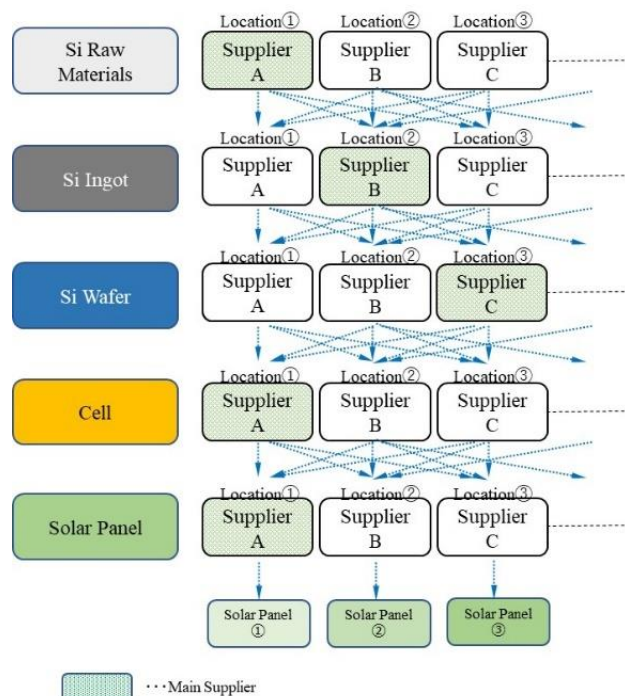 Location① Location② Location③
Si Raw
Materials
Supplier
A
Supplier
B
Supplier
C
Location① Location② Location③
Si Ingot
Supplier
A
Supplier
B
Supplier
C
Location① Location② Location③
Si Wafer
Supplier
A
Supplier
B
Supplier
C
Location① Location② Location③
Cell
Supplier
A
Supplier
B
Supplier
C
Location① Location② Location③
Solar Panel
Supplier
A
Supplier
B
Supplier
C
Solar Panel
①
Solar Panel
②
Solar Panel
③
···Main Supplier